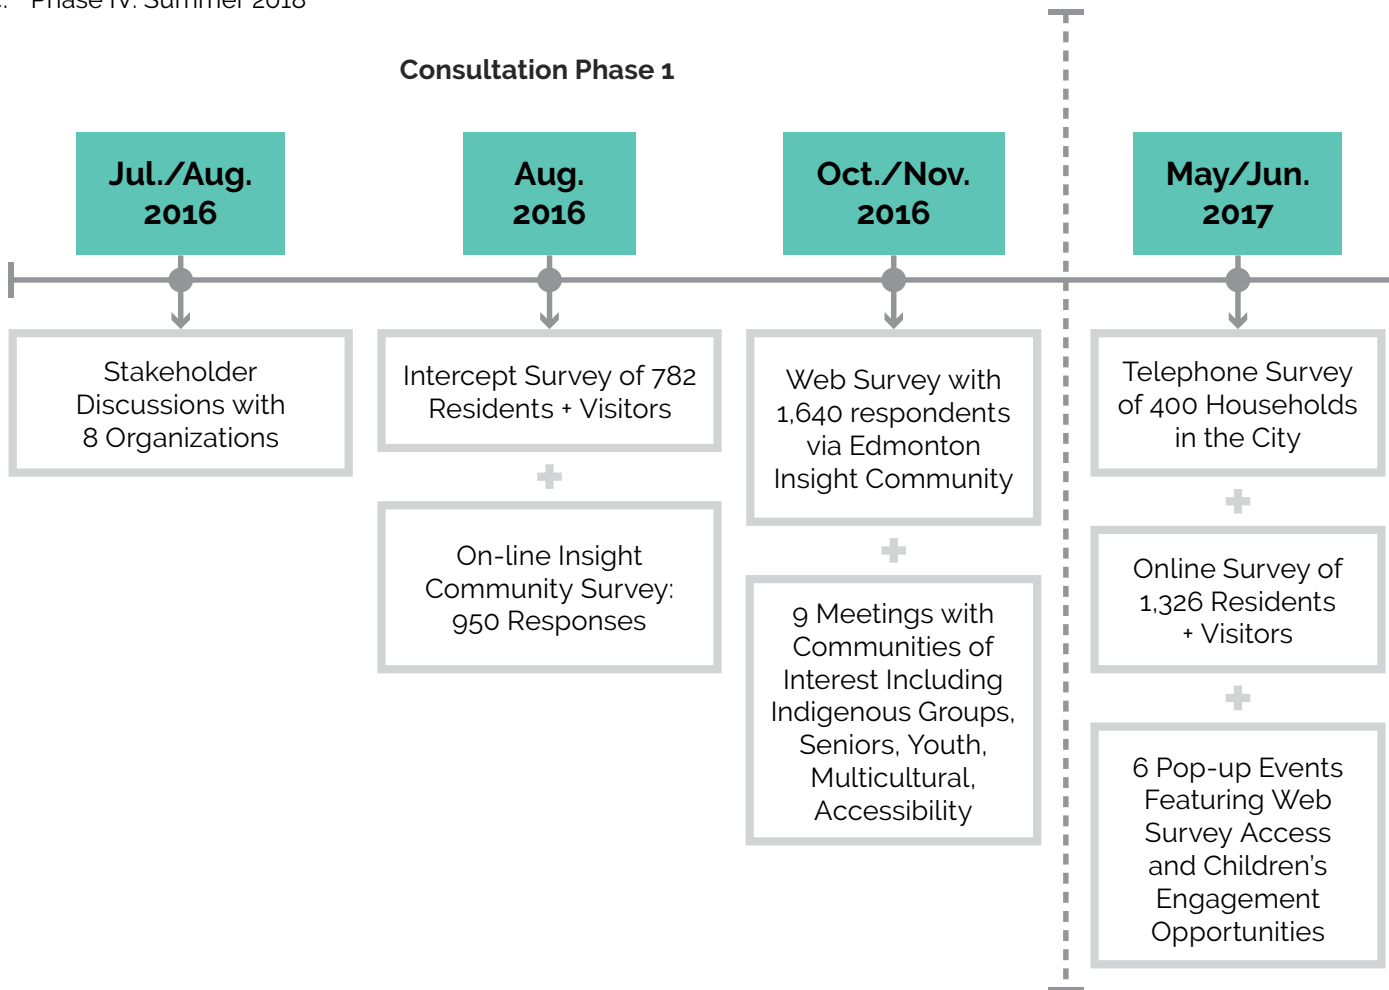 Phase IV: Summer 2018
Consultation Phase 1
Jul./Aug.
2016
Stakeholder
Discussions with
8 Organizations
Aug.
2016
Intercept Survey of 782
Residents + Visitors
+
On-line Insight
Community Survey:
950 Responses
Oct./Nov.
2016
Web Survey with
1,640 respondents
via Edmonton
Insight Community
+
9 Meetings with
Communities of
Interest Including
Indigenous Groups,
Seniors, Youth,
Multicultural,
Accessibility
May/Jun.
2017
Telephone Survey
of 400 Households
in the City
+
Online Survey of
1,326 Residents
+ Visitors
+
6 Pop-up Events
Featuring Web
Survey Access
and Children's
Engagement
Opportunities